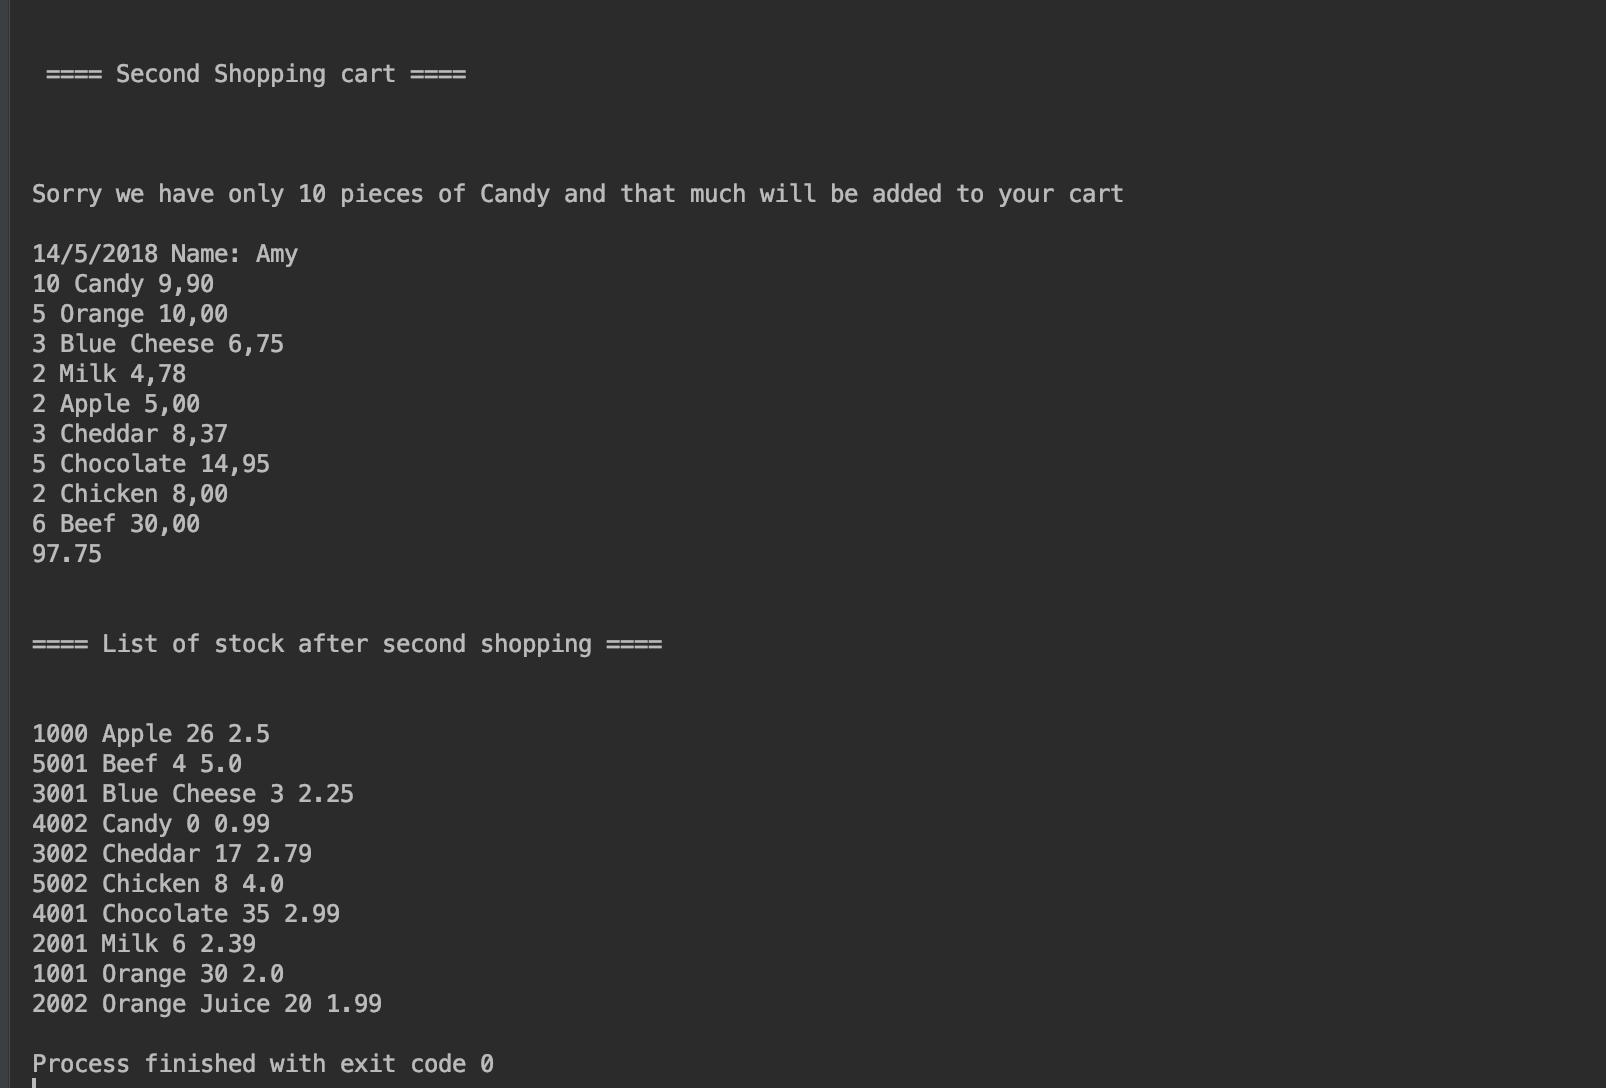 ==== Second Shopping cart ====
Sorry we have only 10 pieces of Candy and that much will be added to your cart
14/5/2018 Name: Amy
10 Candy 9,90
5 Orange 10,00
3 Blue Cheese 6,75
2 Milk 4,78
2 Apple 5,00
3 Cheddar 8,37
5 Chocolate 14,95
2 Chicken 8,00
6 Beef 30,00
97.75
==== List of stock after second shopping ====
1000 Apple 26 2.5
5001 Beef 4 5.0
3001 Blue Cheese 3 2.25
4002 Candy 0 0.99
3002 Cheddar 17 2.79
5002 Chicken 8 4.0
4001 Chocolate 35 2.99
2001 Milk 6 2.39
1001 Orange 30 2.0
2002 Orange Juice 20 1.99
Process finished with exit code 0